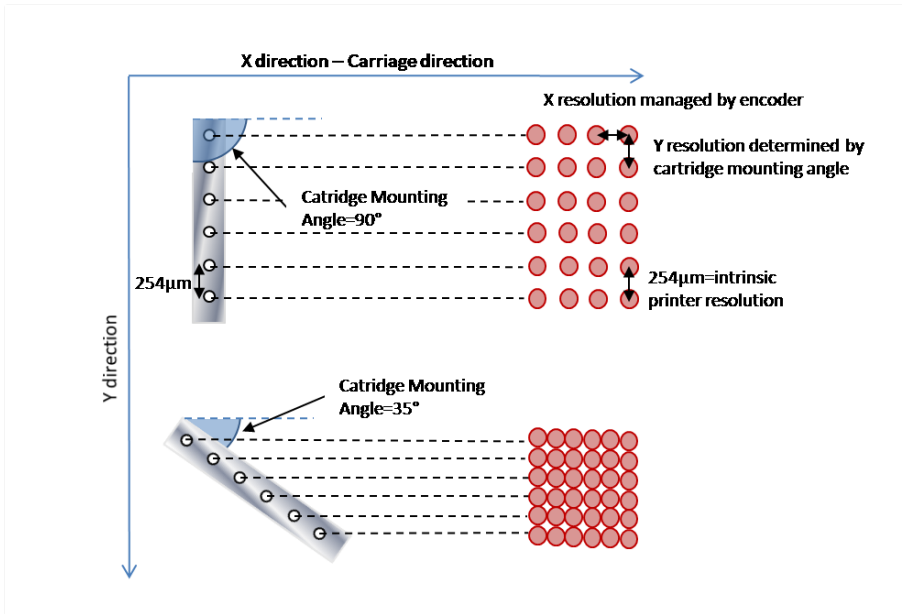 X direction – Carriage direction
X resolution managed by encoder
Y resolution determined by
cartridge mounting angle
Catridge Mounting
Angle=90°
254µm
254µm=intrinsic
printer resolution
Y direction
Catridge Mounting
Angle=35°